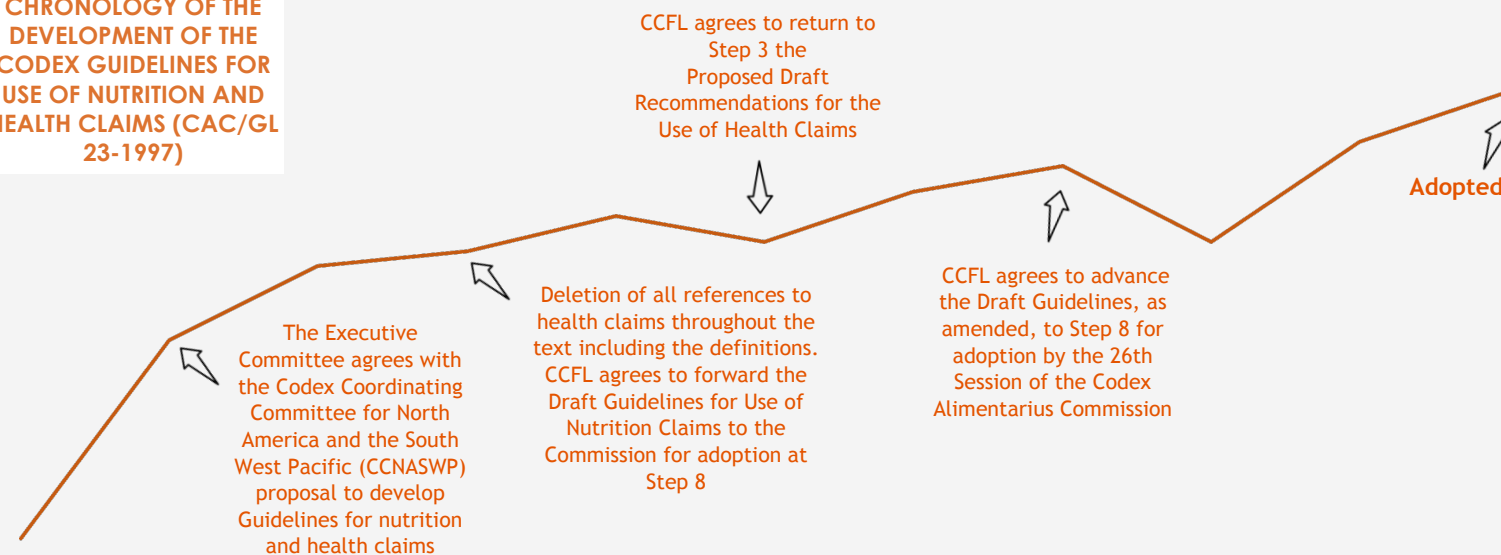 CHRONOLOGY OF THE
DEVELOPMENT OF THE
CODEX GUIDELINES FOR
USE OF NUTRITION AND
HEALTH CLAIMS (CAC/GL
23-1997)
CCFL agrees to return to
Step 3 the
Proposed Draft
Recommendations for the
Use of Health Claims
Adopted
The Executive
Committee agrees with
the Codex Coordinating
Committee for North
America and the South
West Pacific (CCNASWP)
proposal to develop
Guidelines for nutrition
and health claims
Deletion of all references to
health claims throughout the
text including the definitions.
CCFL agrees to forward the
Draft Guidelines for Use of
Nutrition Claims to the
Commission for adoption at
Step 8
CCFL agrees to advance
the Draft Guidelines, as
amended, to Step 8 for
adoption by the 26th
Session of the Codex
Alimentarius Commission